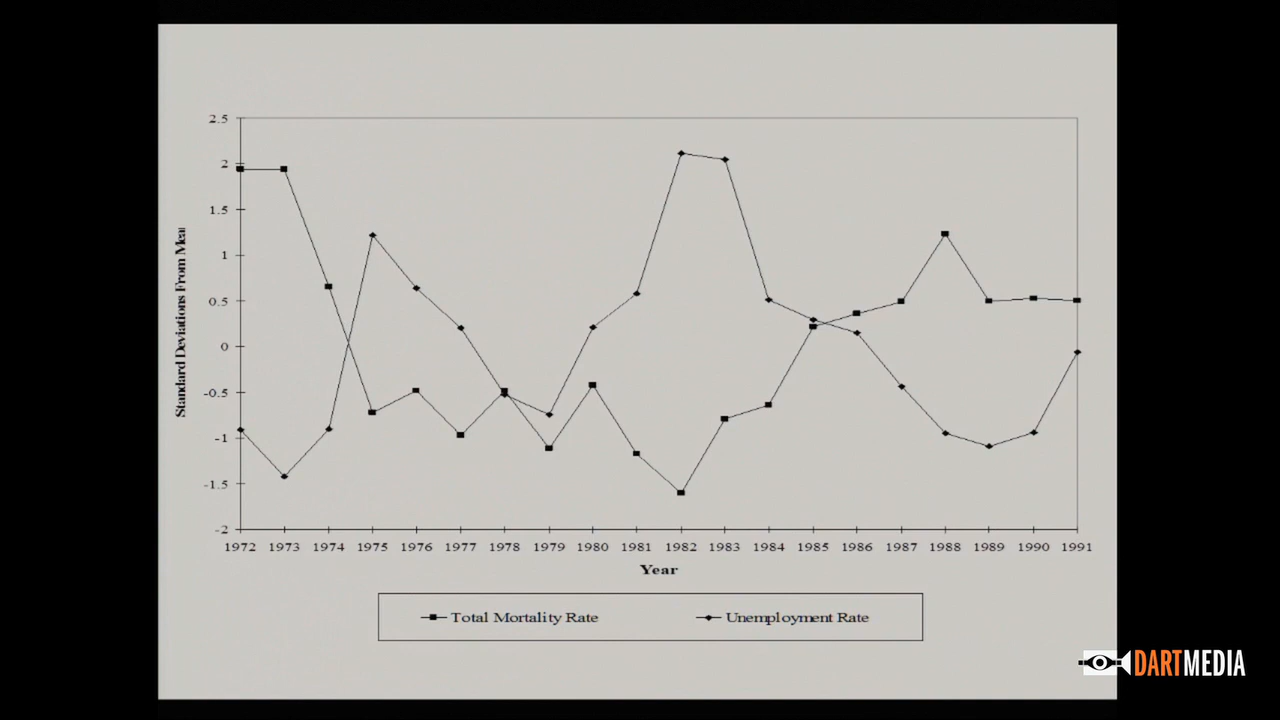 2.5
2
1.5
1
0.5
0
-0.5
-1
-1.5
-2
Standard Deviations From Mea
1972 1973 1974 1975 1976 1977 1978 1979 1980 1981 1982 1983 1984 1985 1986 1987 1988 1989 1990 1991
Year
Total Mortality Rate Unemployment Rate
DARTMEDIA